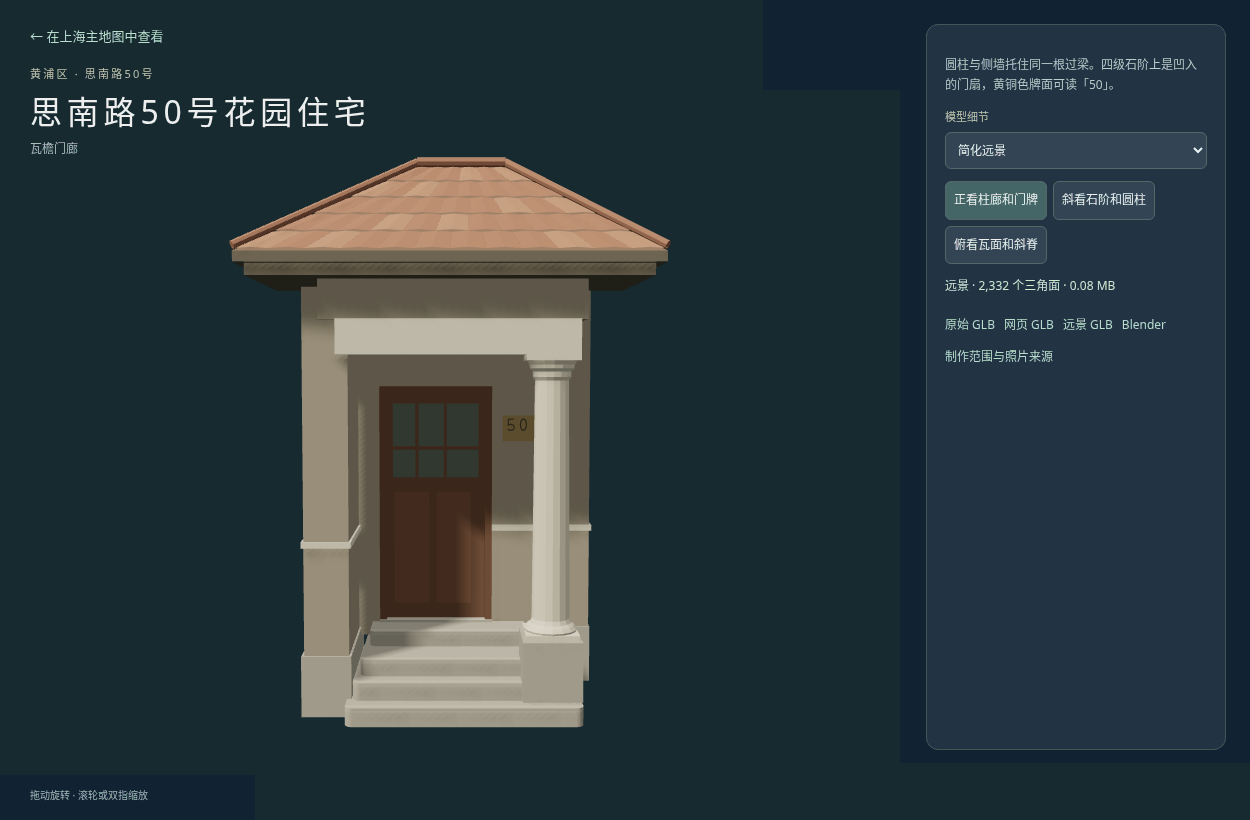 ← 在上海主地图中查看
黄浦区 · 思南路50号
思南路50号花园住宅
瓦檐门廊
50
圆柱与侧墙托住同一根过梁。四级石阶上是凹入
的门扇，黄铜色牌面可读「50」。
模型细节
简化远景
正看柱廊和门牌
斜看石阶和圆柱
俯看瓦面和斜脊
远景 · 2,332 个三角面 · 0.08 MB
原始 GLB 网页 GLB 远景 GLB Blender
制作范围与照片来源
拖动旋转 · 滚轮或双指缩放